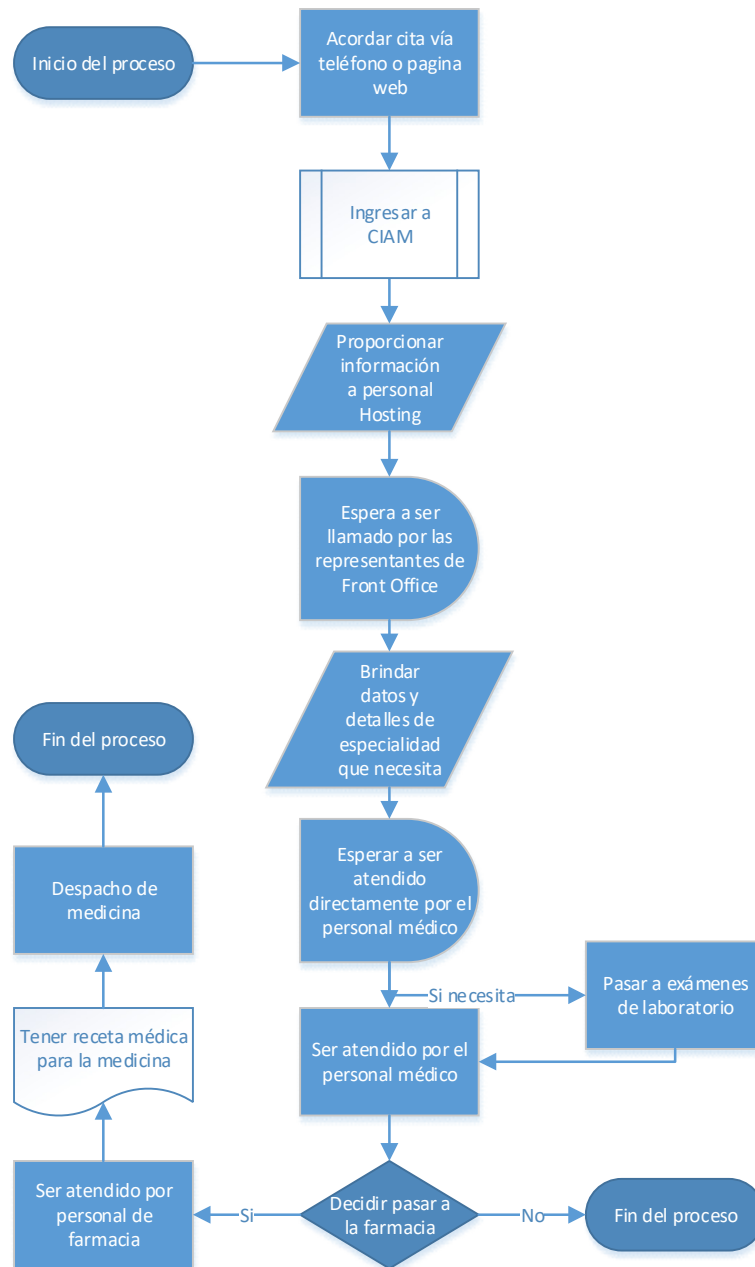 Inicio del proceso
Acordar cita vía
teléfono o pagina
web
Ingresar a
CIAM
Proporcionar
información
a personal
Hosting
Espera a ser
llamado por las
representantes de
Front Office
Brindar
datos y
detalles de
especialidad
que necesita
Fin del proceso
Esperar a ser
atendido
directamente por el
personal médico
Despacho de
medicina
Si necesita
Pasar a exámenes
de laboratorio
Tener receta médica
para la medicina
Ser atendido por el
personal médico
Ser atendido por
personal de
farmacia
Si
Decidir pasar a
la farmacia
No
Fin del proceso